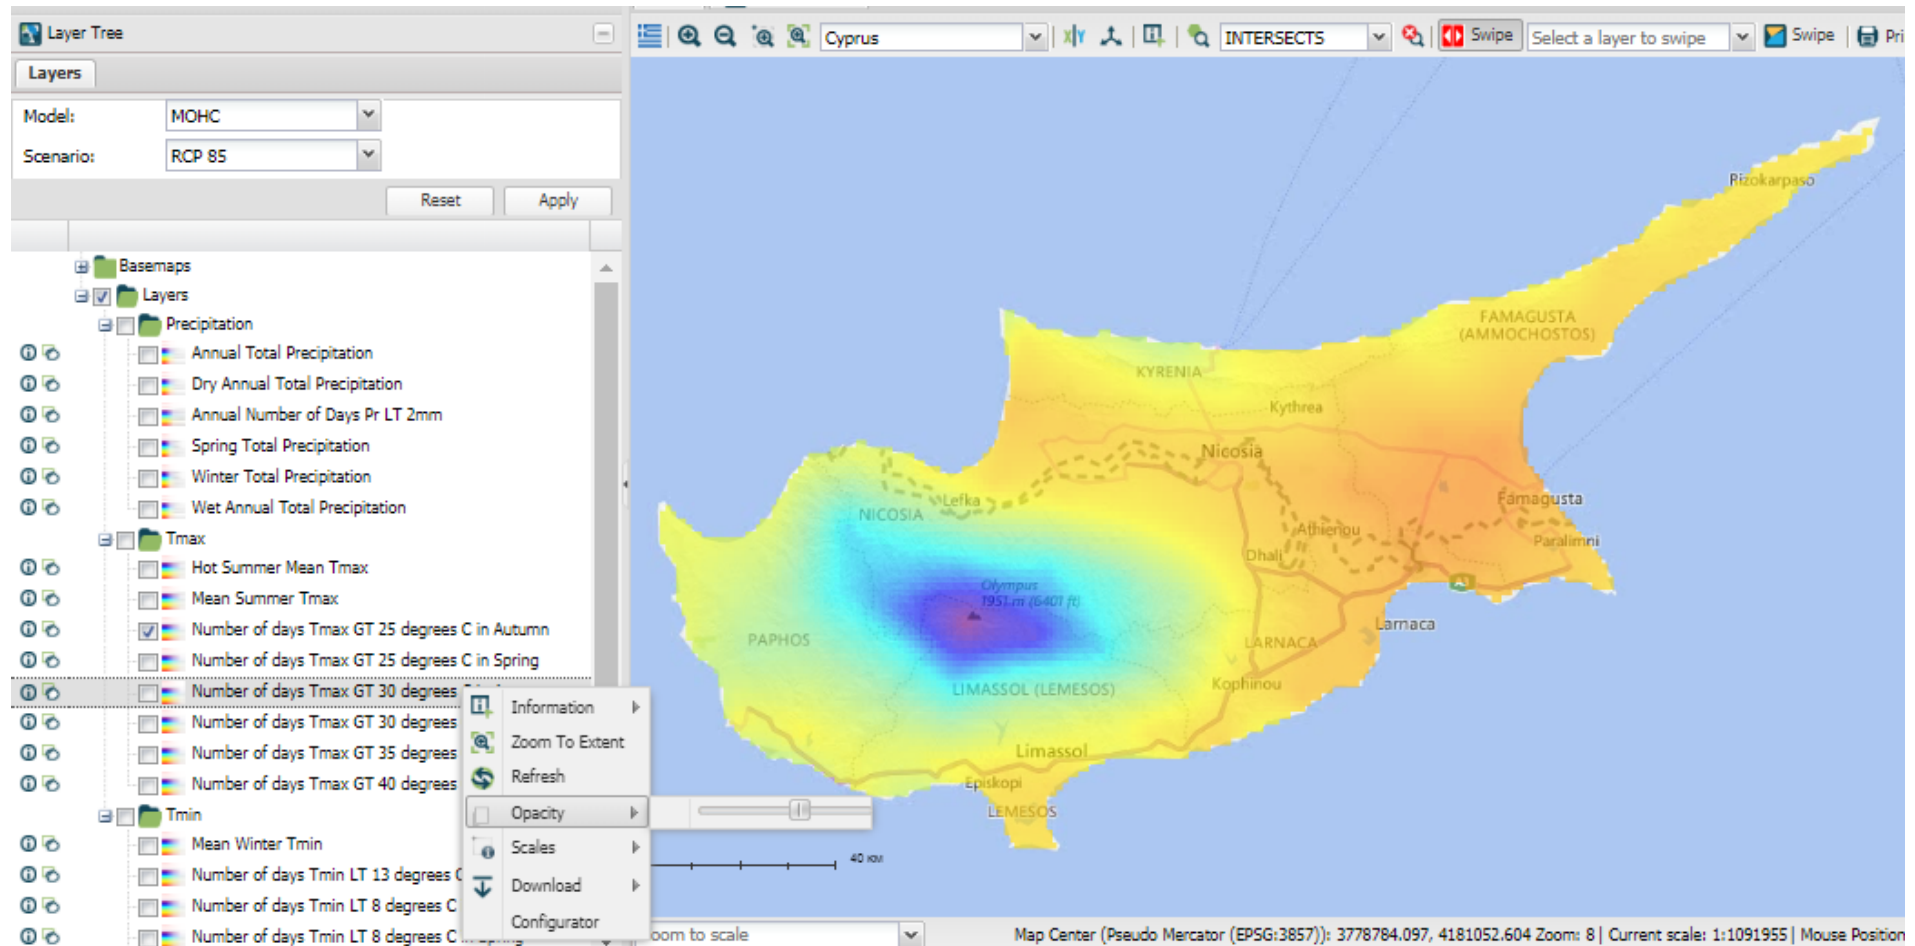 Layer Tree
Cyprus
INTERSECTS
Swipe
Select a layer to swipe
Swipe
Pri
Layers
Model:
MOHC
Scenario:
RCP 85
Reset
Apply
Basemaps
Layers
Precipitation
Annual Total Precipitation
Dry Annual Total Precipitation
Annual Number of Days Pr LT 2mm
Spring Total Precipitation
Winter Total Precipitation
Wet Annual Total Precipitation
Tmax
Hot Summer Mean Tmax
Mean Summer Tmax
Number of days Tmax GT 25 degrees C in Autumn
Number of days Tmax GT 25 degrees C in Spring
Number of days Tmax GT 30 degrees
Number of days Tmax GT 30 degrees
Number of days Tmax GT 35 degrees
Number of days Tmax GT 40 degrees
Tmin
Mean Winter Tmin
Number of days Tmin LT 13 degrees
Number of days Tmin LT 8 degrees C
Number of days Tmin LT 8 degrees C
Information
Zoom To Extent
Refresh
Opacity
Scales
Download
Configurator
Rizokarpaso
FAMAGUSTA
(AMMOCHOSTOS)
KYRENIA
Kythrea
Nicosia
Lefka
NICOSIA
Famagusta
Athienou
Paralimni
Dhali
A3
Olympus
1951 m (6401 ft)
Larnaca
PAPHOS
LARNACA
Kophinou
LIMASSOL (LEMESOS)
Limassol
Episkopi
LEMESOS
40 км
oom to scale
Map Center (Pseudo Mercator (EPSG:3857)): 3778784.097, 4181052.604 Zoom: 8 | Current scale: 1:1091955 | Mouse Position